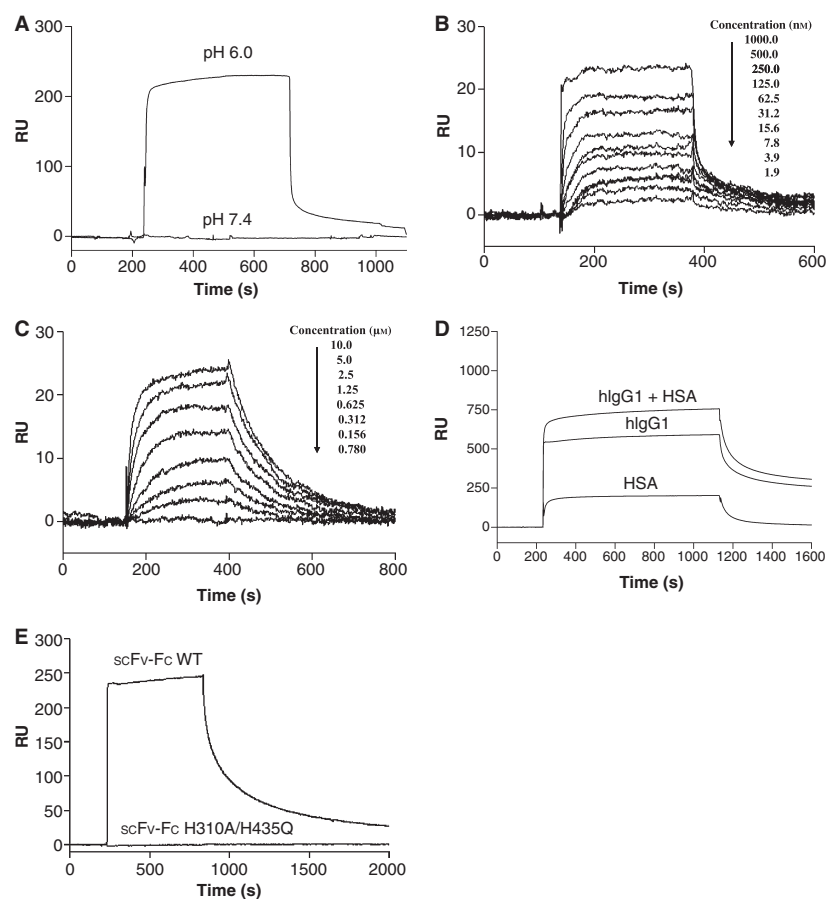 A
300
200
100
0
RU
pH 6.0
pH 7.4
0 200 400 600 800 1000
Time (s)
B
30
20
10
0
RU
Concentration (nM)
1000.0
500.0
250.0
125.0
62.5
31.2
15.6
7.8
3.9
1.9
0 200 400 600
Time (s)
C
30
20
10
0
RU
Concentration (µM)
10.0
5.0
2.5
1.25
0.625
0.312
0.156
0.780
0 200 400 600 800
Time (s)
D
1250
1000
750
500
250
0
RU
hIgG1 + HSA
hIgG1
HSA
0 200 400 600 800 1000 1200 1400 1600
Time (s)
E
300
250
200
150
100
50
0
RU
scFv-Fc WT
scFv-Fc H310A/H435Q
0 500 1000 1500 2000
Time (s)